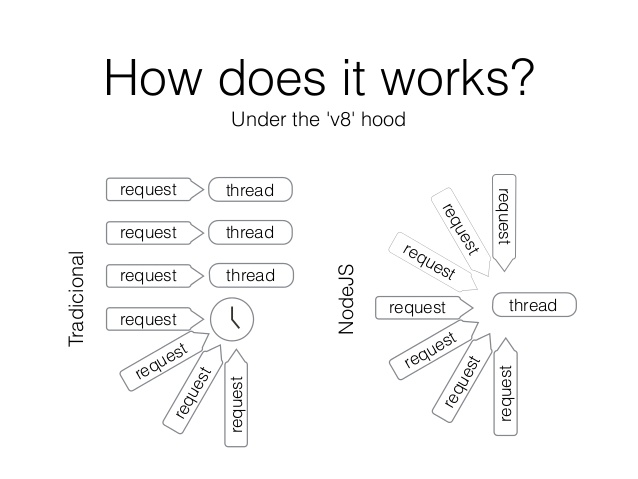 How does it works?
Under the 'v8' hood
Tradicional
request thread
request thread
request thread
request
request
request
request
NodeJS
request
request
request
request thread
request
request
request